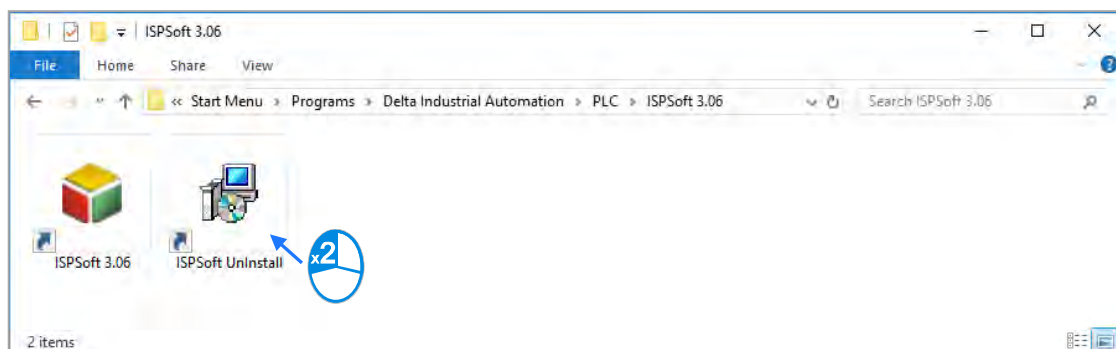 ISPSoft 3.06
File Home Share View
« Start Menu > Programs > Delta Industrial Automation > PLC > ISPSoft 3.06 Search ISPSoft 3.06
x2
ISPSoft 3.06 ISPSoft UnInstall
2 items